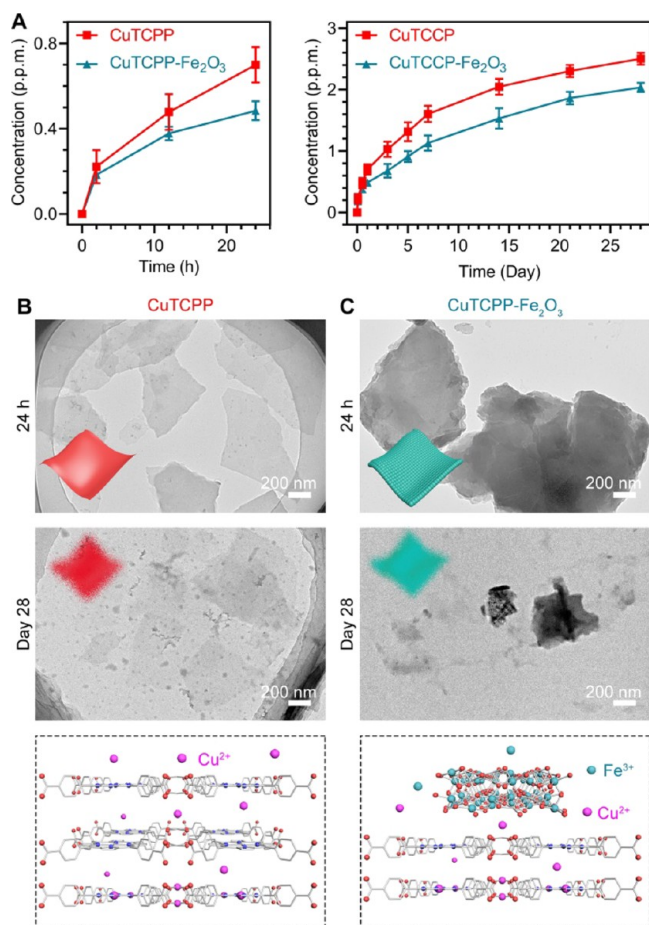 A
CuTCPP
CuTCPP-Fe₂O₃
Concentration (p.p.m.)
0.8
0.4
0.0
0 10 20
Time (h)
CuTCCP
CuTCCP-Fe₂O₃
Concentration (p.p.m.)
3
2
1
0
0 5 10 15 20 25
Time (Day)
B CuTCPP
24 h
200 nm
Day 28
200 nm
Cu²⁺
C CuTCPP-Fe₂O₃
24 h
200 nm
Day 28
200 nm
Fe³⁺
Cu²⁺